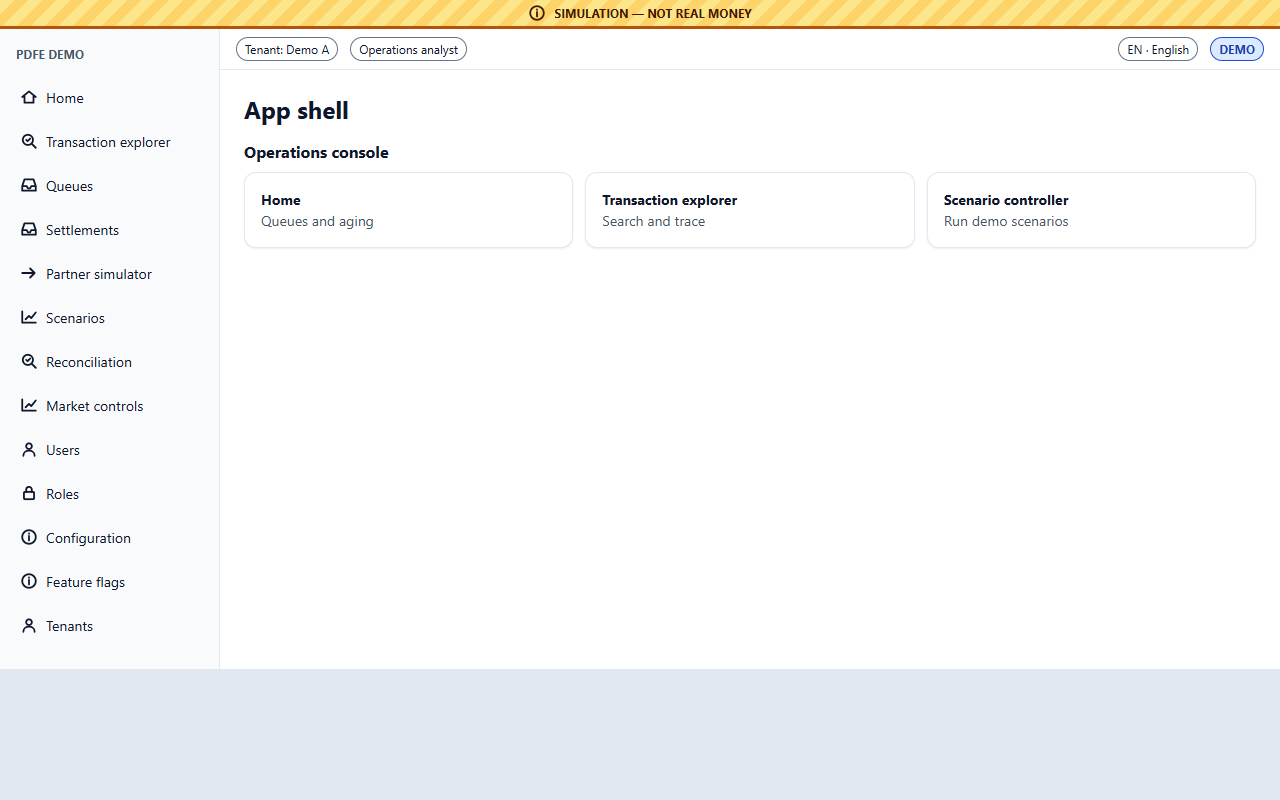 SIMULATION — NOT REAL MONEY
PDFE DEMO
Tenant: Demo A
Operations analyst
EN · English
DEMO
Home
Transaction explorer
Queues
Settlements
Partner simulator
Scenarios
Reconciliation
Market controls
Users
Roles
Configuration
Feature flags
Tenants
App shell
Operations console
Home
Queues and aging
Transaction explorer
Search and trace
Scenario controller
Run demo scenarios